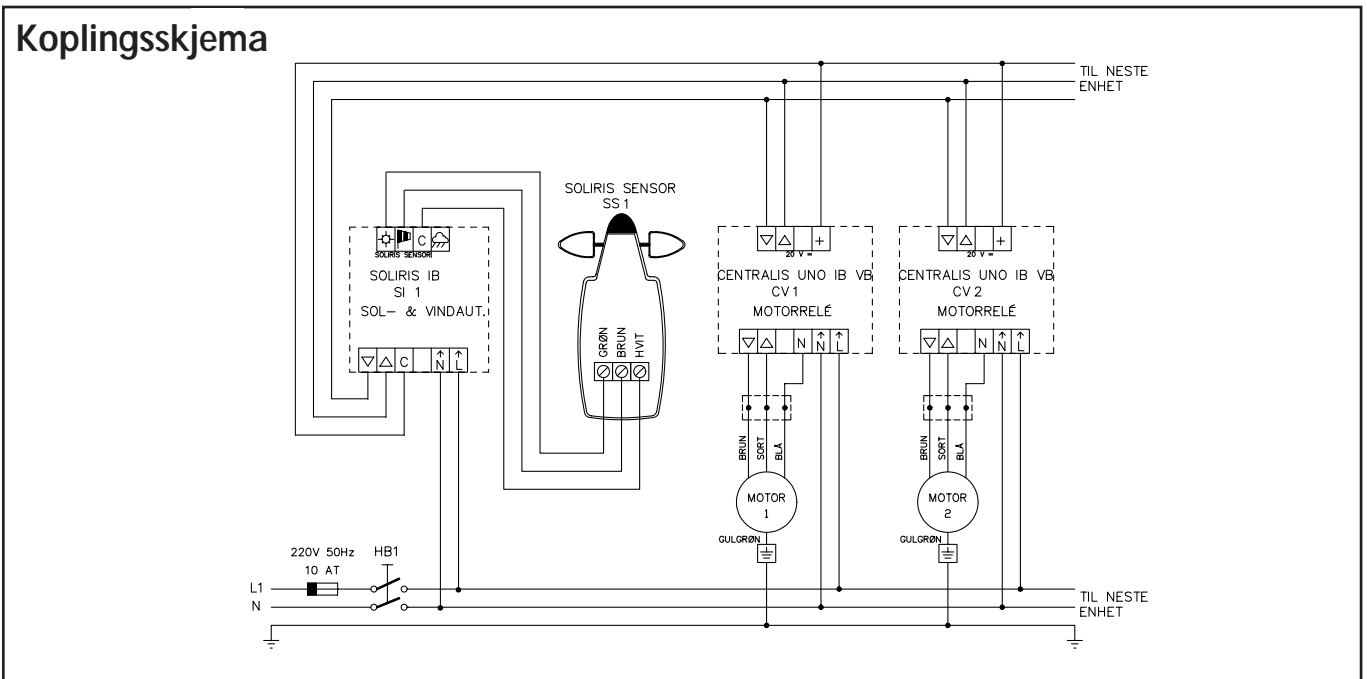 Koplingsskjema
TIL NESTE
ENHET
SOLIRIS SENSOR
SS 1
C
SOLIRIS SENSOR
SOLIRIS IB
SI 1
SOL– & VINDAUT.
C N L
GRØN
BRUN
HVIT
+
20 V =
CENTRALIS UNO IB VB
CV 1
MOTORRELÉ
N N L
BRUN
SORT
BLÅ
MOTOR
1
GULGRØN
+
20 V =
CENTRALIS UNO IB VB
CV 2
MOTORRELÉ
N N L
BRUN
SORT
BLÅ
MOTOR
2
GULGRØN
220V 50Hz
10 AT
HB1
L1
N
TIL NESTE
ENHET